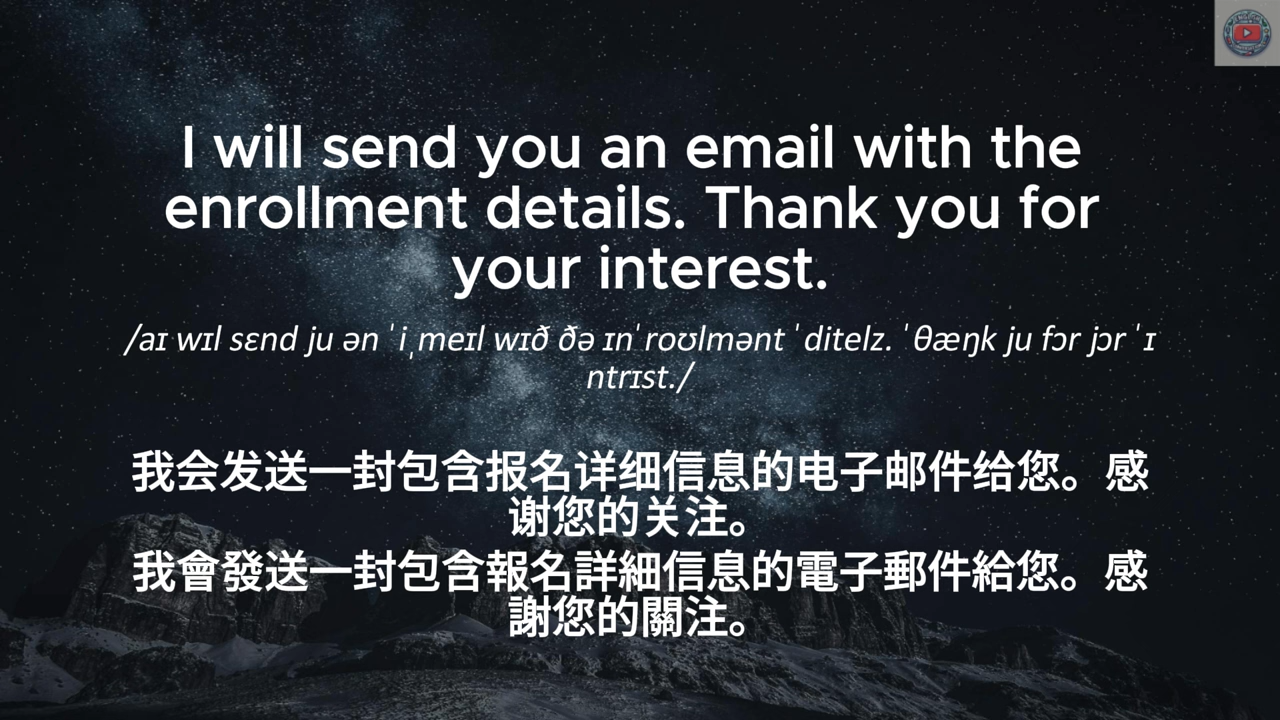 I will send you an email with the
enrollment details. Thank you for
your interest.
/aɪ wɪl sɛnd ju ən ˈiˌmeɪl wɪð ðə ɪnˈroʊlmənt ˈditelz. ˈθæŋk ju fɔr jɔr ˈɪ
ntrɪst./
我会发送一封包含报名详细信息的电子邮件给您。感
谢您的关注。
我會發送一封包含報名詳細信息的電子郵件給您。感
謝您的關注。